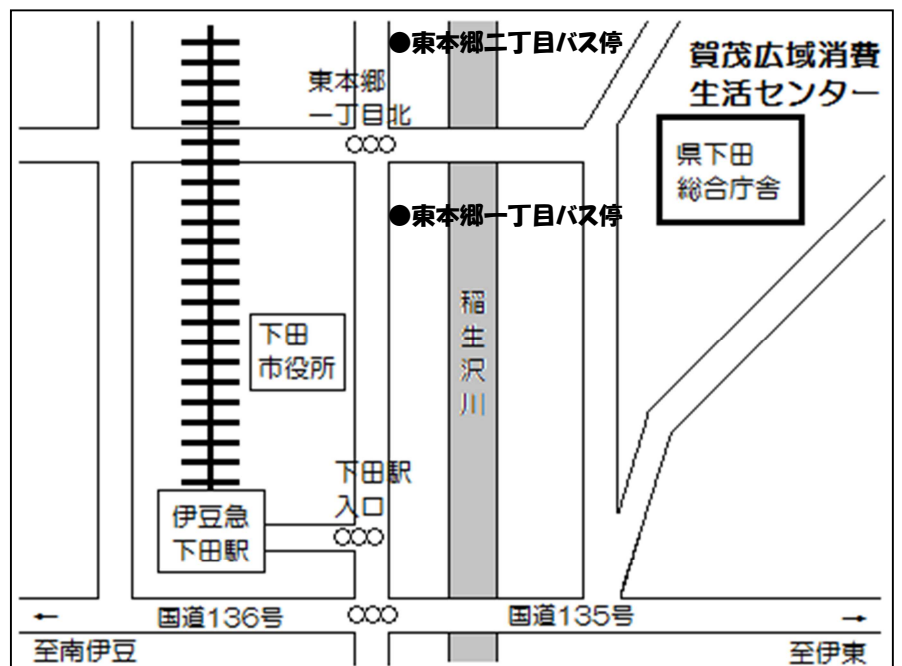 ●東本郷二丁目バス停
賀茂広域消費
生活センター
東本郷
一丁目北
県下田
総合庁舎
●東本郷一丁目バス停
稲生沢川
下田
市役所
下田駅
入口
伊豆急
下田駅
←
国道136号
国道135号
→
至南伊豆
至伊東